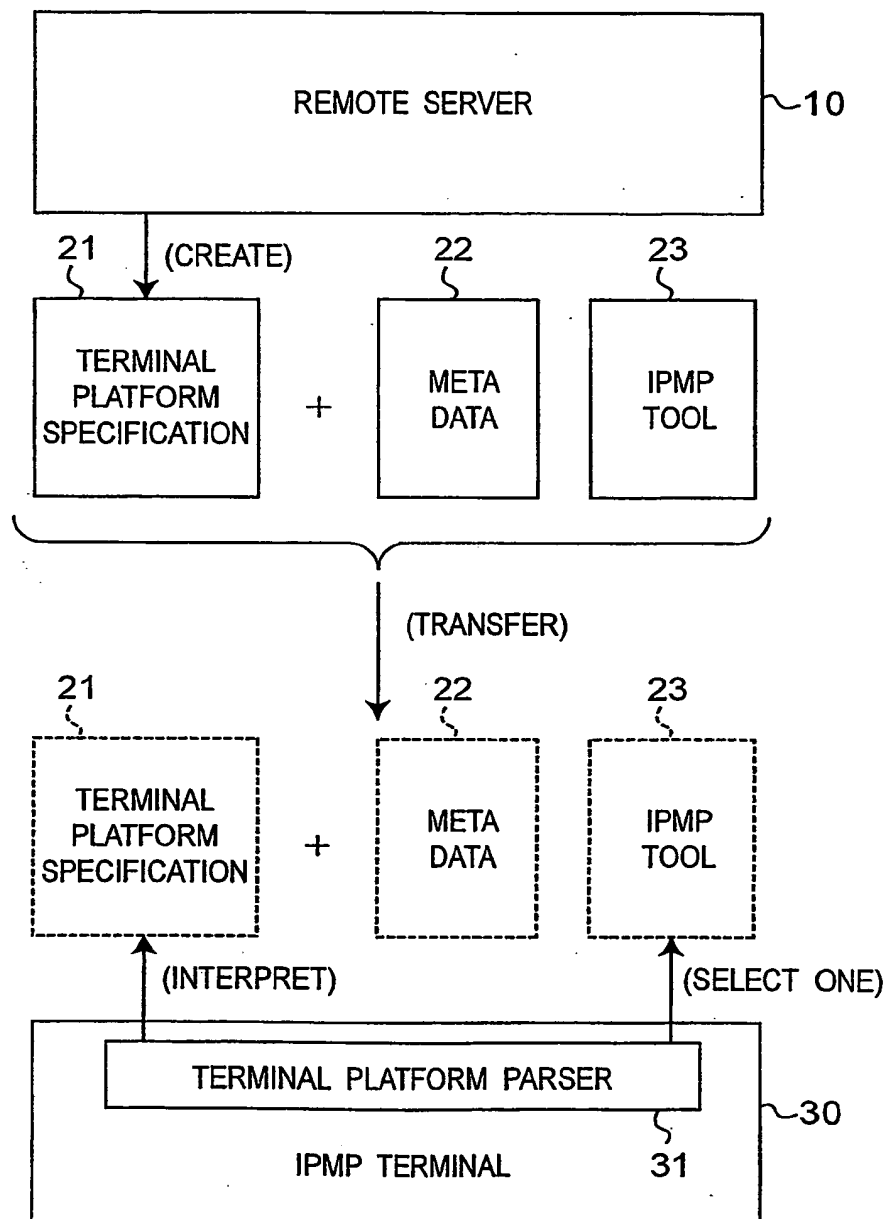 REMOTE SERVER
10
21
(CREATE)
22
23
TERMINAL
PLATFORM
SPECIFICATION
+
META
DATA
IPMP
TOOL
(TRANSFER)
21
22
23
TERMINAL
PLATFORM
SPECIFICATION
+
META
DATA
IPMP
TOOL
(INTERPRET)
(SELECT ONE)
TERMINAL PLATFORM PARSER
30
31
IPMP TERMINAL